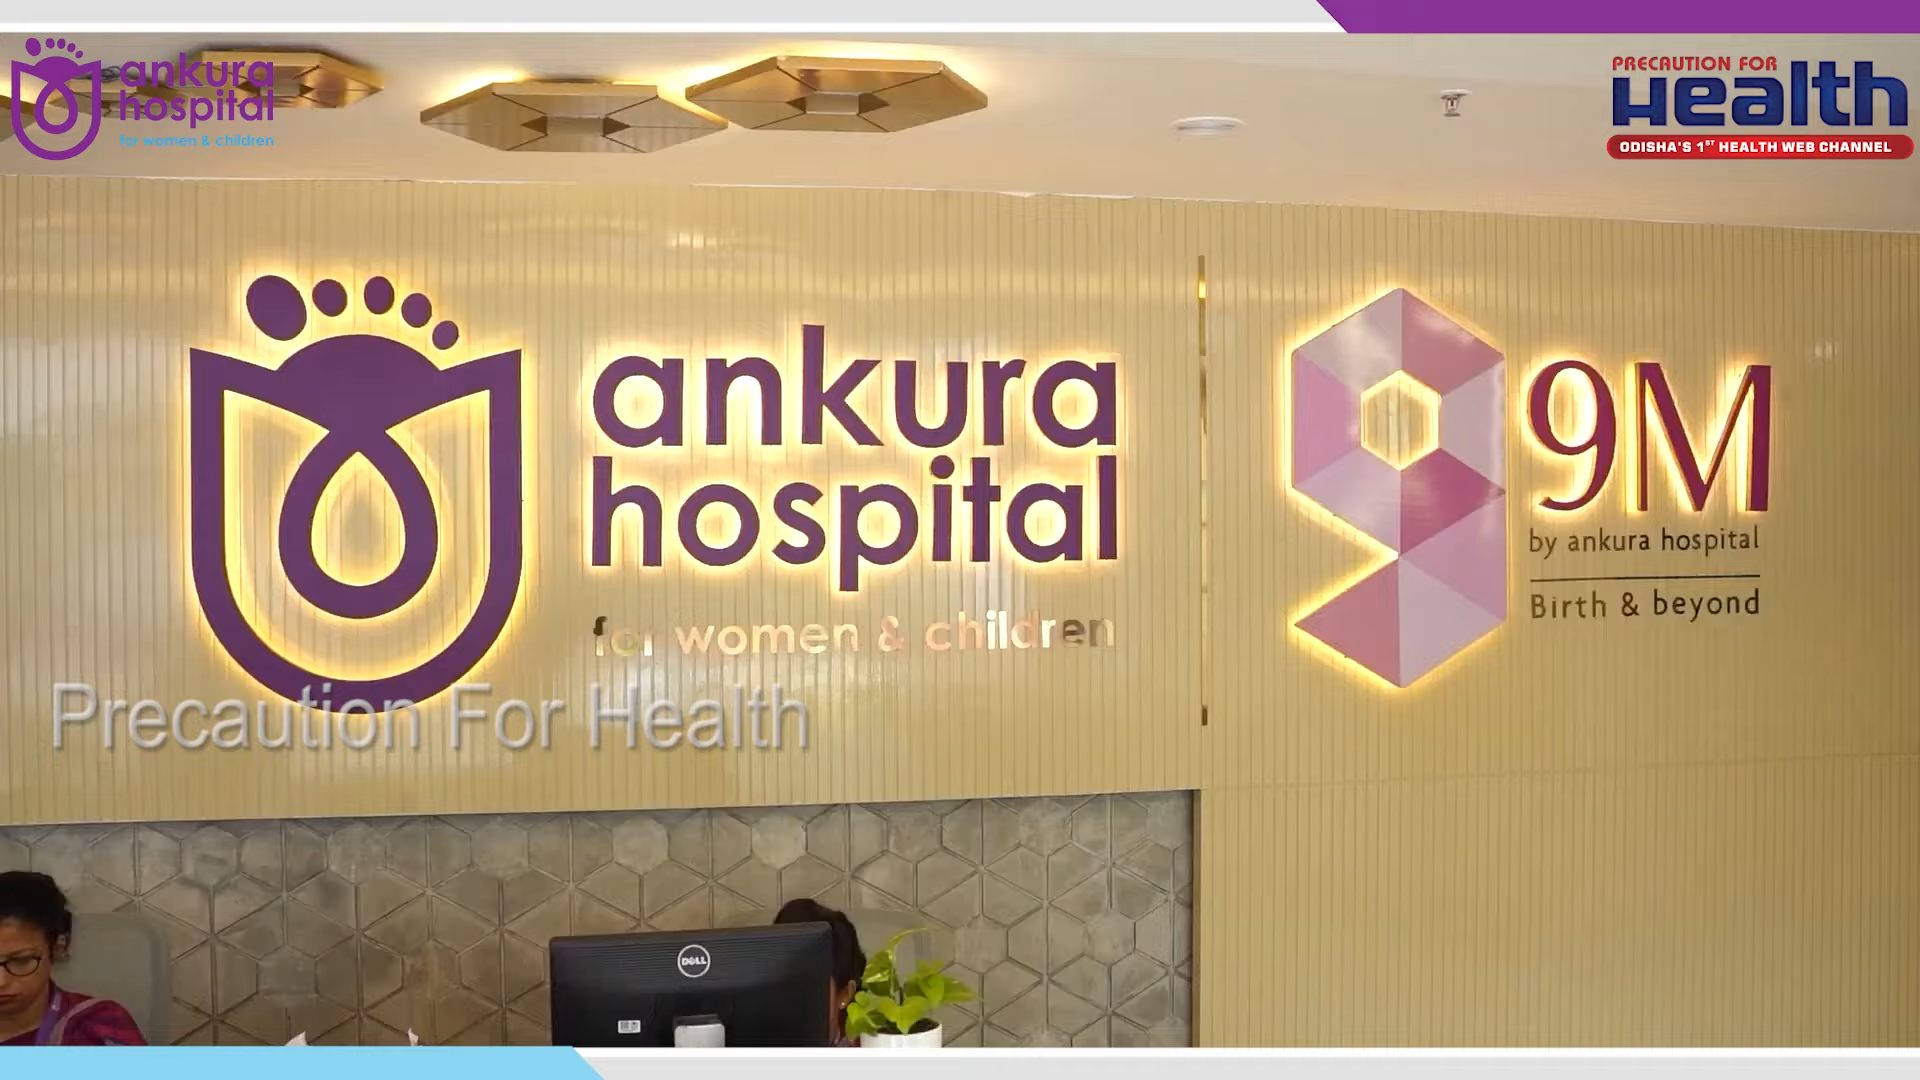 ankura
hospital
for women & children
PRECAUTION FOR
Health
ODISHA'S 1ST HEALTH WEB CHANNEL
ankura
hospital
for women & children
9M
by ankura hospital
Birth & beyond
Precaution For Health
DELL